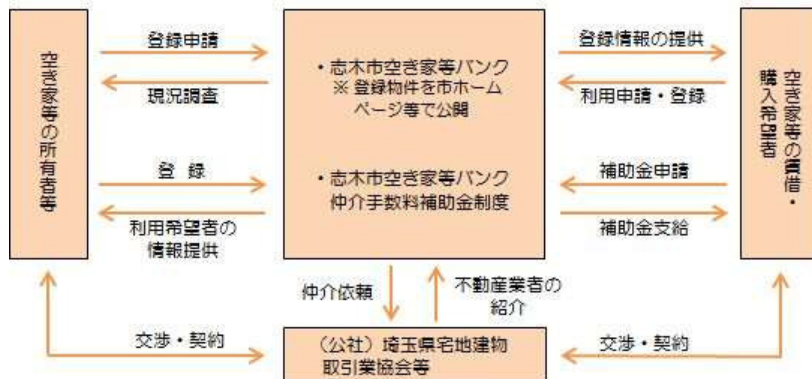 空き家等の所有者等
登録申請
現況調査
登 録
利用希望者の
情報提供
・志木市空き家等バンク
※ 登録物件を市ホーム
ページ等で公開
・志木市空き家等バンク
仲介手数料補助金制度
登録情報の提供
利用申請・登録
補助金申請
補助金支給
空き家等の賃借・
購入希望者
仲介依頼
不動産業者の
紹介
交渉・契約
（公社）埼玉県宅地建物
取引業協会等
交渉・契約